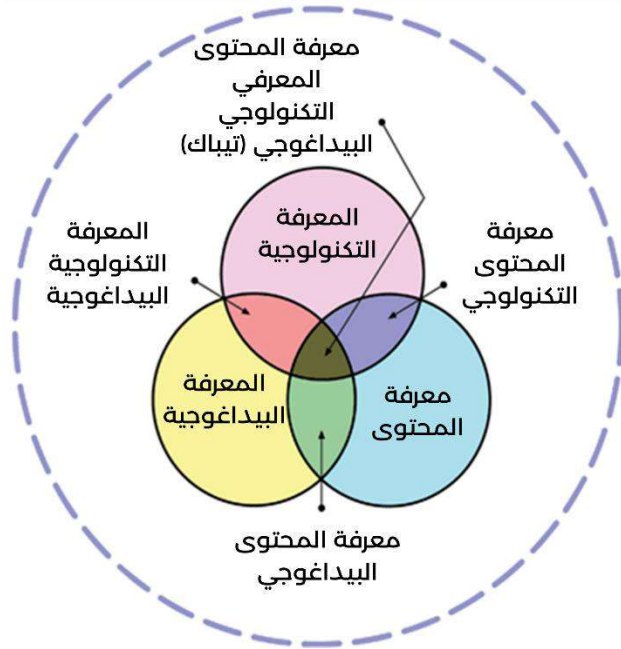 معرفة المحتوى
المعرفي
التكنولوجي
البيداغوجي (تيباك)
المعرفة
التكنولوجية
المعرفة
التكنولوجية
البيداغوجية
معرفة
المحتوى
التكنولوجي
المعرفة
البيداغوجية
معرفة
المحتوى
معرفة المحتوى
البيداغوجي